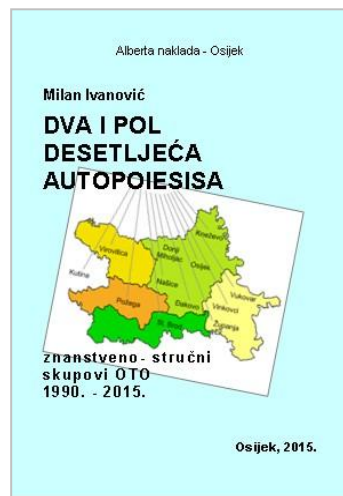 Alberta naklada - Osijek
Milan Ivanović
DVA I POL
DESETLJEĆA
AUTOPOIESISA
Kneževo
Virovitica
Donji
Miholjac
Osijek
Kutina
Našice
Vukovar
Požega
Đakovo
Vinkovci
Sl. Brod
Županja
znanstveno - stručni
skupovi OTO
1990. - 2015.
Osijek, 2015.